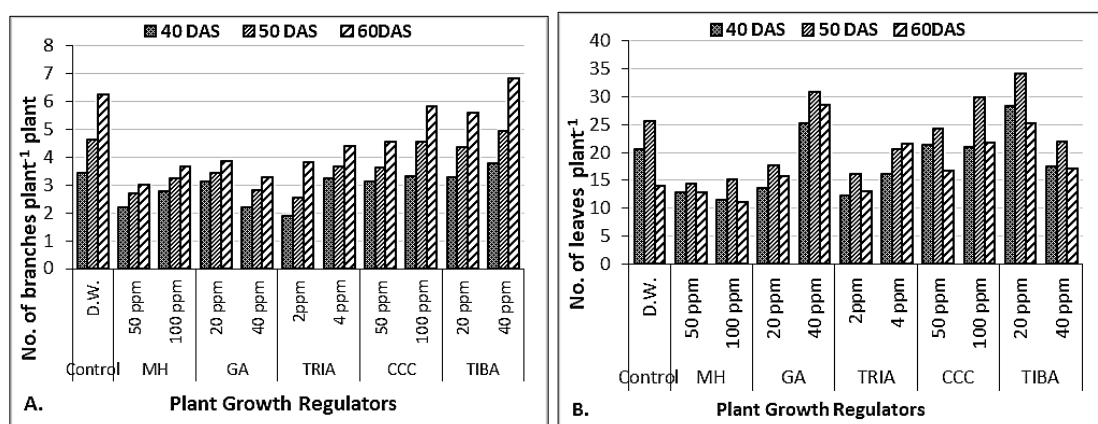 40 DAS 50 DAS 60DAS
8
7
6
5
4
3
2
1
0
No. of branches plant-1 plant
D.W. 50 ppm 100 ppm 20 ppm 40 ppm 2ppm 4 ppm 50 ppm 100 ppm 20 ppm 40 ppm
Control MH GA TRIA CCC TIBA
A. Plant Growth Regulators
40 DAS 50 DAS 60DAS
40
35
30
25
20
15
10
5
0
No. of leaves plant-1
D.W. 50 ppm 100 ppm 20 ppm 40 ppm 2ppm 4 ppm 50 ppm 100 ppm 20 ppm 40 ppm
Control MH GA TRIA CCC TIBA
B. Plant Growth Regulators